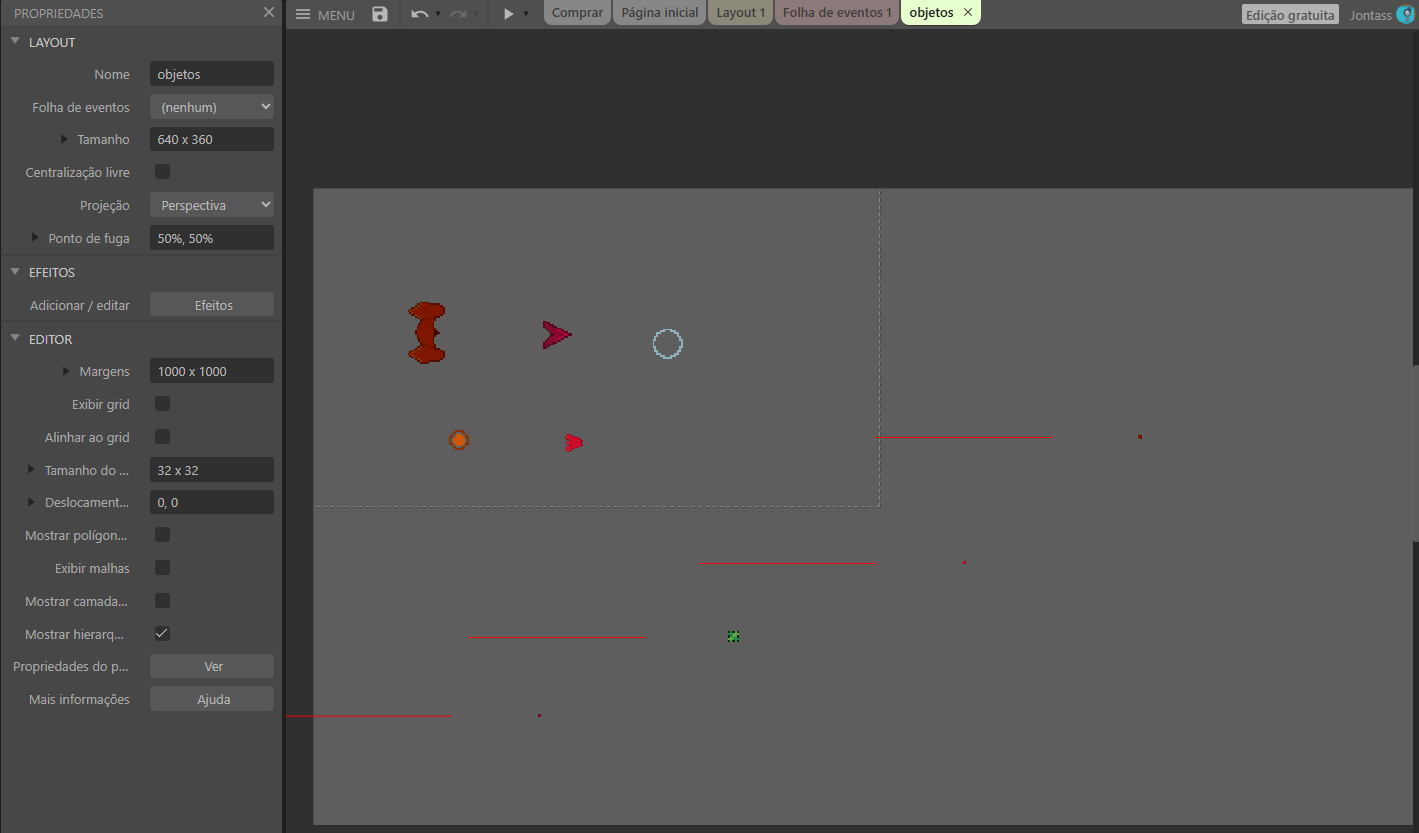 PROPRIEDADES
MENU
Comprar
Página inicial
Layout 1
Folha de eventos 1
objetos
Edição gratuita
Jontass
LAYOUT
Nome objetos
Folha de eventos (nenhum)
Tamanho 640 x 360
Centralização livre
Projeção Perspectiva
Ponto de fuga 50%, 50%
EFEITOS
Adicionar / editar Efeitos
EDITOR
Margens 1000 x 1000
Exibir grid
Alinhar ao grid
Tamanho do ... 32 x 32
Deslocament... 0, 0
Mostrar polígon...
Exibir malhas
Mostrar camada...
Mostrar hierarq...
Propriedades do p... Ver
Mais informações Ajuda